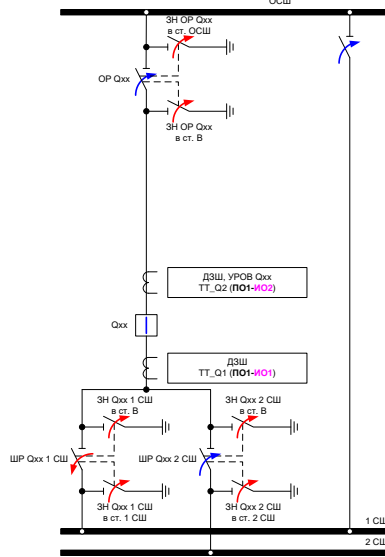 ОСШ
ЗН ОР Qxx
в ст. ОСШ
ОР Qxx
ЗН ОР Qxx
в ст. В
ДЗШ, УРОВ Qxx
ТТ_Q2 (ПО1-ИО2)
Qxx
ДЗШ
ТТ_Q1 (ПО1-ИО1)
ЗН Qxx 1 СШ
в ст. В
ЗН Qxx 2 СШ
в ст. В
ШР Qxx 1 СШ
ШР Qxx 2 СШ
ЗН Qxx 1 СШ
в ст. 1 СШ
ЗН Qxx 2 СШ
в ст. 2 СШ
1 СШ
2 СШ